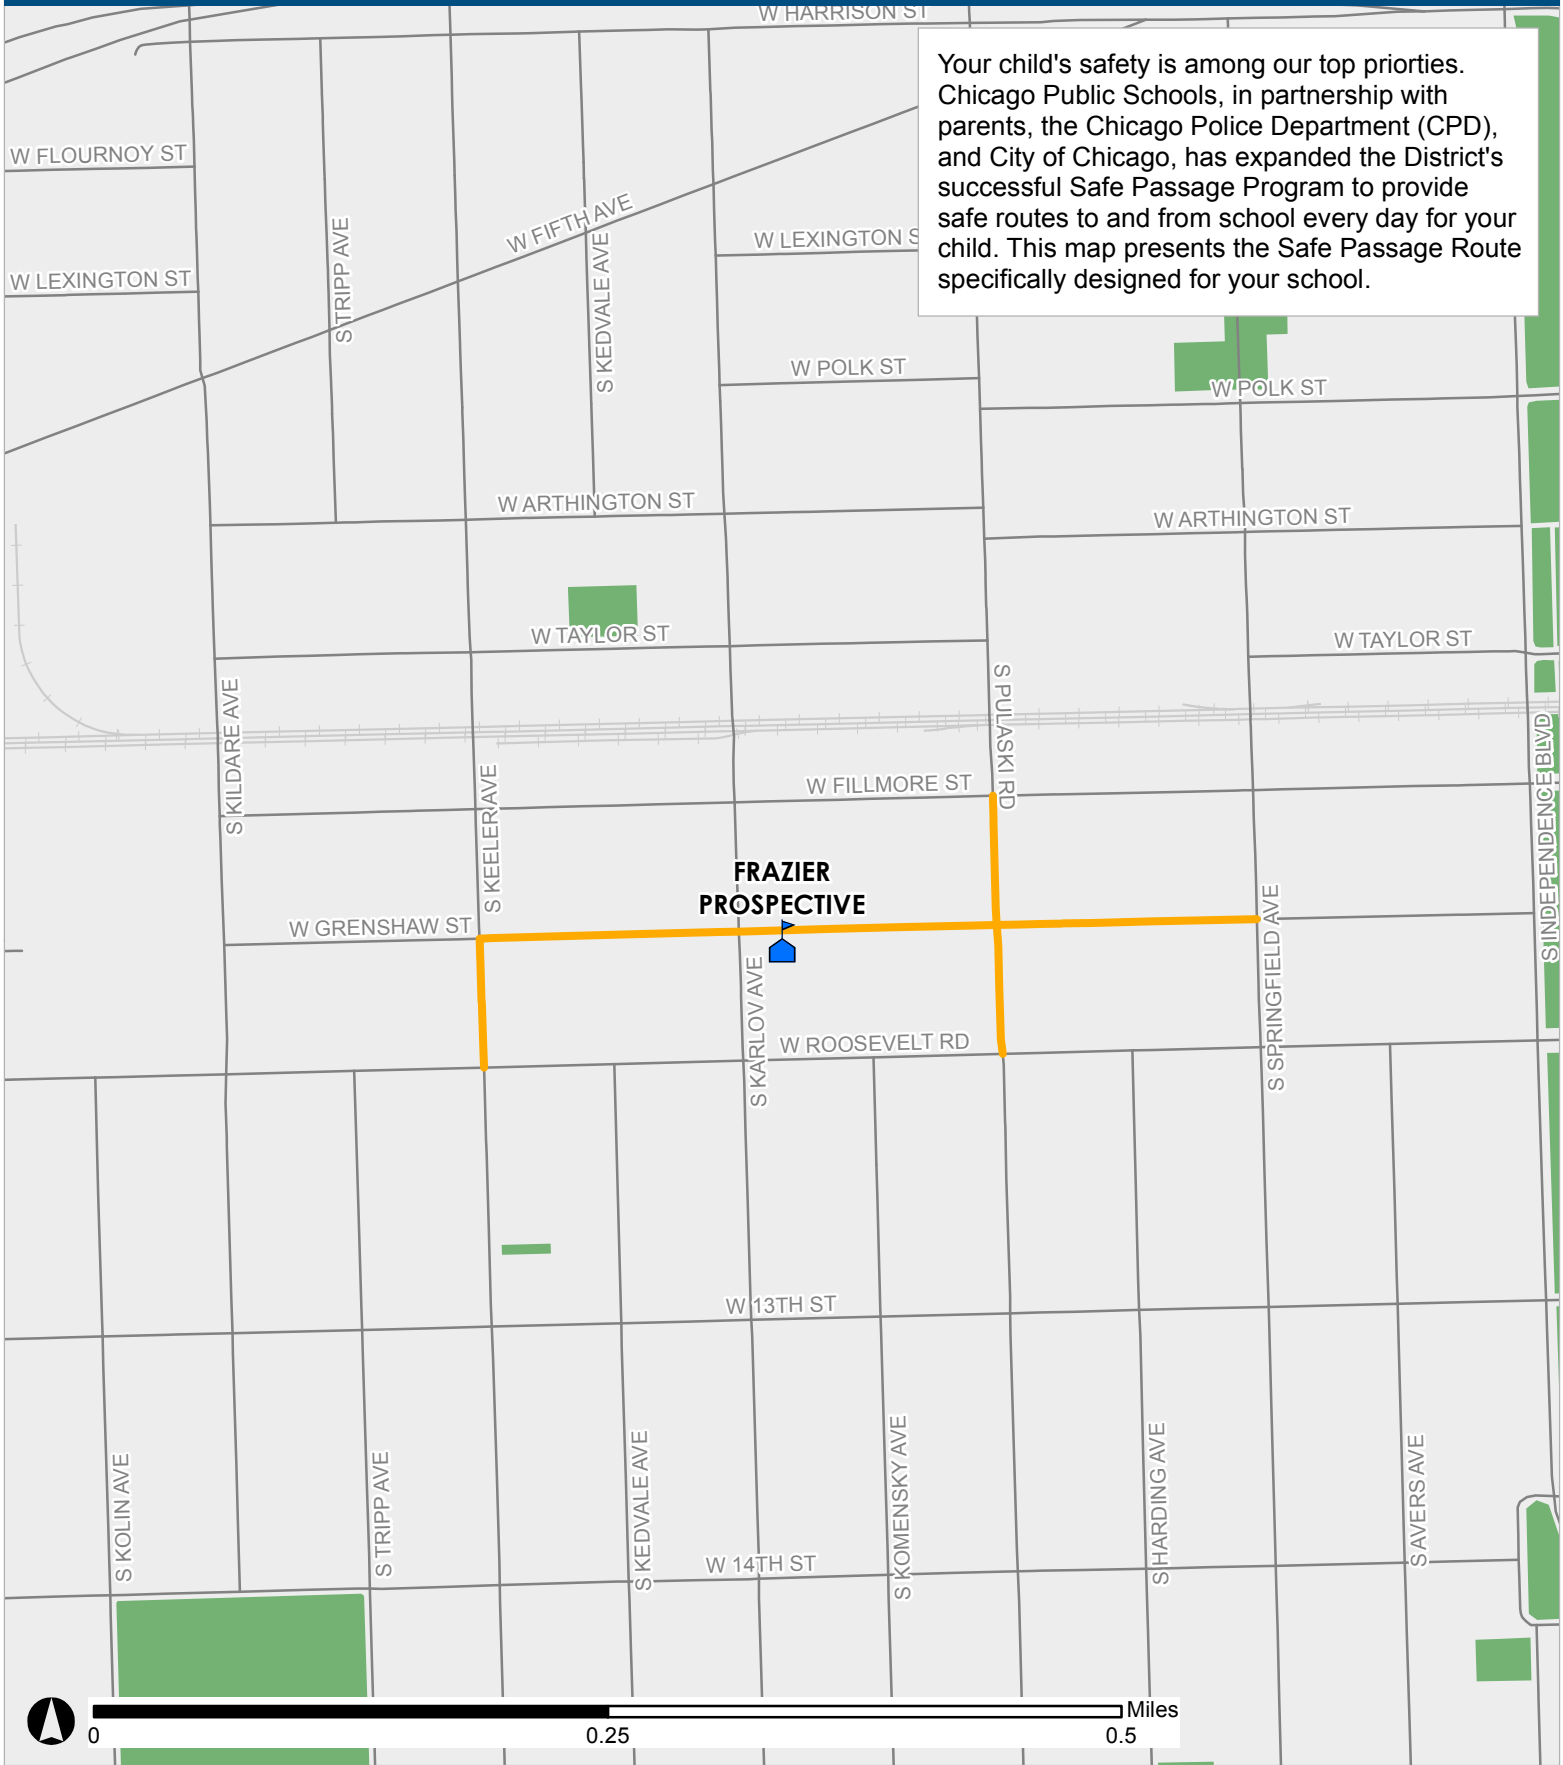 W HARRISON ST
Your child's safety is among our top priorties.
Chicago Public Schools, in partnership with
parents, the Chicago Police Department (CPD),
and City of Chicago, has expanded the District's
successful Safe Passage Program to provide
safe routes to and from school every day for your
child. This map presents the Safe Passage Route
specifically designed for your school.
W FLOURNOY ST
W FIFTH AVE
S TRIPP AVE
S KEDVALE AVE
W LEXINGTON S
W LEXINGTON ST
W POLK ST
W POLK ST
W ARTHINGTON ST
W ARTHINGTON ST
W TAYLOR ST
W TAYLOR ST
S KILDARE AVE
S PULASKI RD
S INDEPENDENCE BLVD
S KEELER AVE
W FILLMORE ST
FRAZIER
PROSPECTIVE
W GRENSHAW ST
S KARLOV AVE
S SPRINGFIELD AVE
W ROOSEVELT RD
W 13TH ST
S KOLIN AVE
S TRIPP AVE
S KEDVALE AVE
S KOMENSKY AVE
S HARDING AVE
S AVERS AVE
W 14TH ST
Miles
0
0.25
0.5